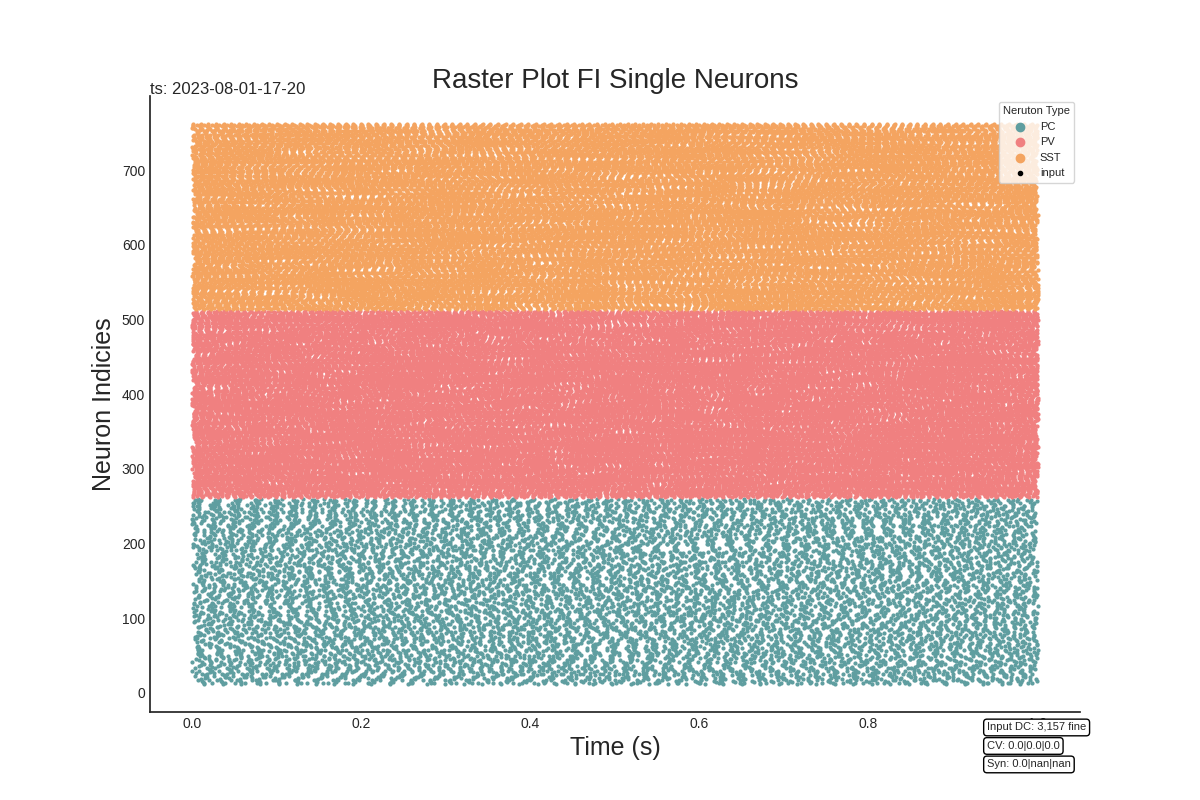 Raster Plot FI Single Neurons
ts: 2023-08-01-17-20
Neruton Type
PC
PV
SST
input
Neuron Indicies
700
600
500
400
300
200
100
0
0.0
0.2
0.4
0.6
0.8
Time (s)
Input DC: 3,157 fine
CV: 0.0|0.0|0.0
Syn: 0.0|nan|nan